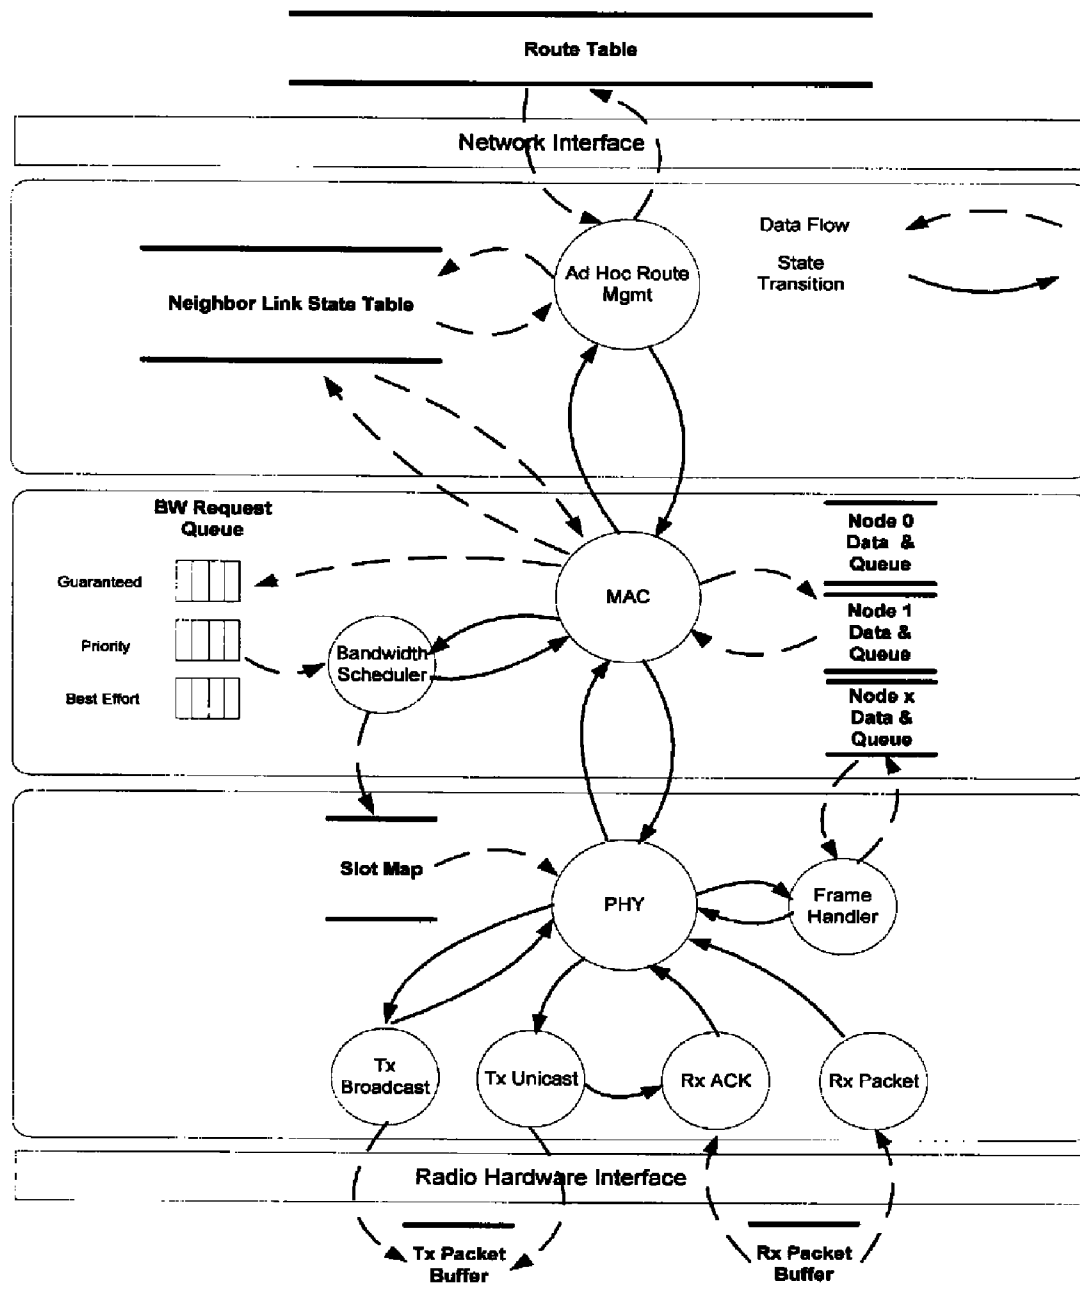 Route Table
Network Interface
Data Flow
State
Transition
Ad Hoc Route
Mgmt
Neighbor Link State Table
BW Request
Queue
Guaranteed
Priority
Best Effort
Bandwidth
Scheduler
MAC
Node 0
Data &
Queue
Node 1
Data &
Queue
Node x
Data &
Queue
Slot Map
PHY
Frame
Handler
Tx
Broadcast
Tx Unicast
Rx ACK
Rx Packet
Radio Hardware Interface
Tx Packet
Buffer
Rx Packet
Buffer